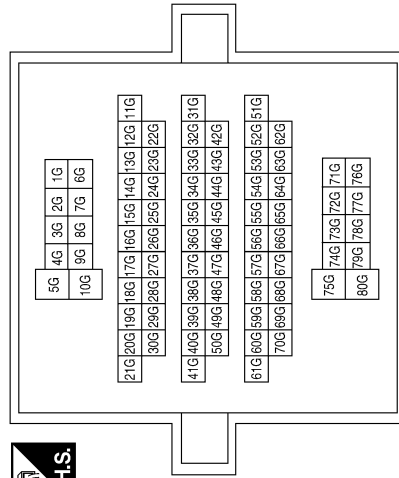 5G 4G 3G 2G 1G
10G 9G 8G 7G 6G
21G 20G 19G 18G 17G 16G 15G 14G 13G 12G 11G
30G 29G 28G 27G 26G 25G 24G 23G 22G
41G 40G 39G 38G 37G 36G 35G 34G 33G 32G 31G
50G 49G 48G 47G 46G 45G 44G 43G 42G
61G 60G 59G 58G 57G 56G 55G 54G 53G 52G 51G
70G 69G 68G 67G 66G 65G 64G 63G 62G
75G 74G 73G 72G 71G
80G 79G 78G 77G 76G
H.S.